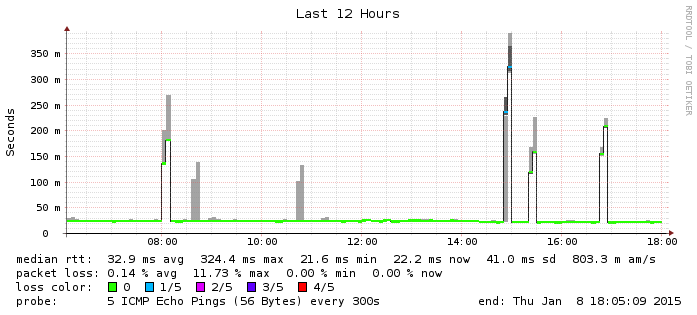 Last 12 Hours
RRDTOOL / TOBI OETIKER
Seconds
350 m
300 m
250 m
200 m
150 m
100 m
50 m
0
08:00 10:00 12:00 14:00 16:00 18:00
median rtt: 32.9 ms avg 324.4 ms max 21.6 ms min 22.2 ms now 41.0 ms sd 803.3 m am/s
packet loss: 0.14 % avg 11.73 % max 0.00 % min 0.00 % now
loss color: 0 1/5 2/5 3/5 4/5
probe: 5 ICMP Echo Pings (56 Bytes) every 300s end: Thu Jan 8 18:05:09 2015